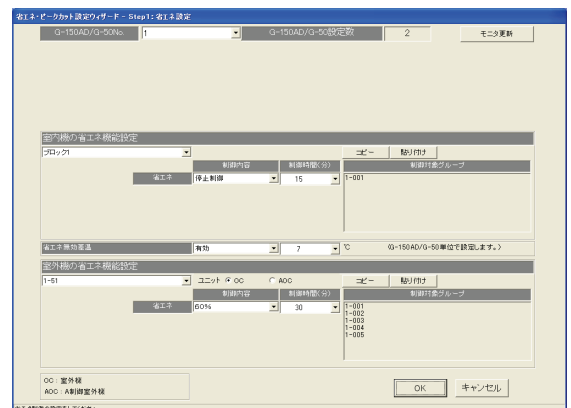 省エネ・ピークカット設定ウィザード － Step1：省エネ設定
G-150AD/G-50No. 1 G-150AD/G-50設定数 2 モニタ更新
室内機の省エネ機能設定
ブロック1 コピー 貼り付け
制御内容 制御時間(分) 制御対象グループ
省エネ 停止制御 15 1-001
省エネ無効差温 有効 7 ℃ (G-150AD/G-50単位で設定します。)
室外機の省エネ機能設定
1-51 ユニット OC AOC コピー 貼り付け
制御内容 制御時間(分) 制御対象グループ
省エネ 60% 30 1-001
1-002
1-003
1-004
1-005
OC：室外機
AOC：A制御室外機
OK キャンセル